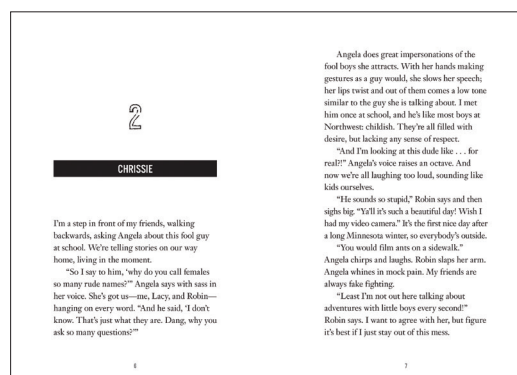 2
CHRISSIE
I'm a step in front of my friends, walking
backwards, asking Angela about this fool guy
at school. We're telling stories on our way
home, living in the moment.
"So I say to him, 'why do you call females
so many rude names?'" Angela says with sass in
her voice. She's got us—me, Lacy, and Robin—
hanging on every word. "And he said, 'I don't
know. That's just what they are. Dang, why you
ask so many questions?'"
6
Angela does great impersonations of the
fool boys she attracts. With her hands making
gestures as a guy would, she slows her speech;
her lips twist and out of them comes a low tone
similar to the guy she is talking about. I met
him once at school, and he's like most boys at
Northwest: childish. They're all filled with
desire, but lacking any sense of respect.
"And I'm looking at this dude like . . . for
real?!" Angela's voice raises an octave. And
now we're all laughing too loud, sounding like
kids ourselves.
"He sounds so stupid," Robin says and then
sighs big. "Ya'll it's such a beautiful day! Wish I
had my video camera." It's the first nice day after
a long Minnesota winter, so everybody's outside.
"You would film ants on a sidewalk."
Angela chirps and laughs. Robin slaps her arm.
Angela whines in mock pain. My friends are
always fake fighting.
"Least I'm not out here talking about
adventures with little boys every second!"
Robin says. I want to agree with her, but figure
it's best if I just stay out of this mess.
7